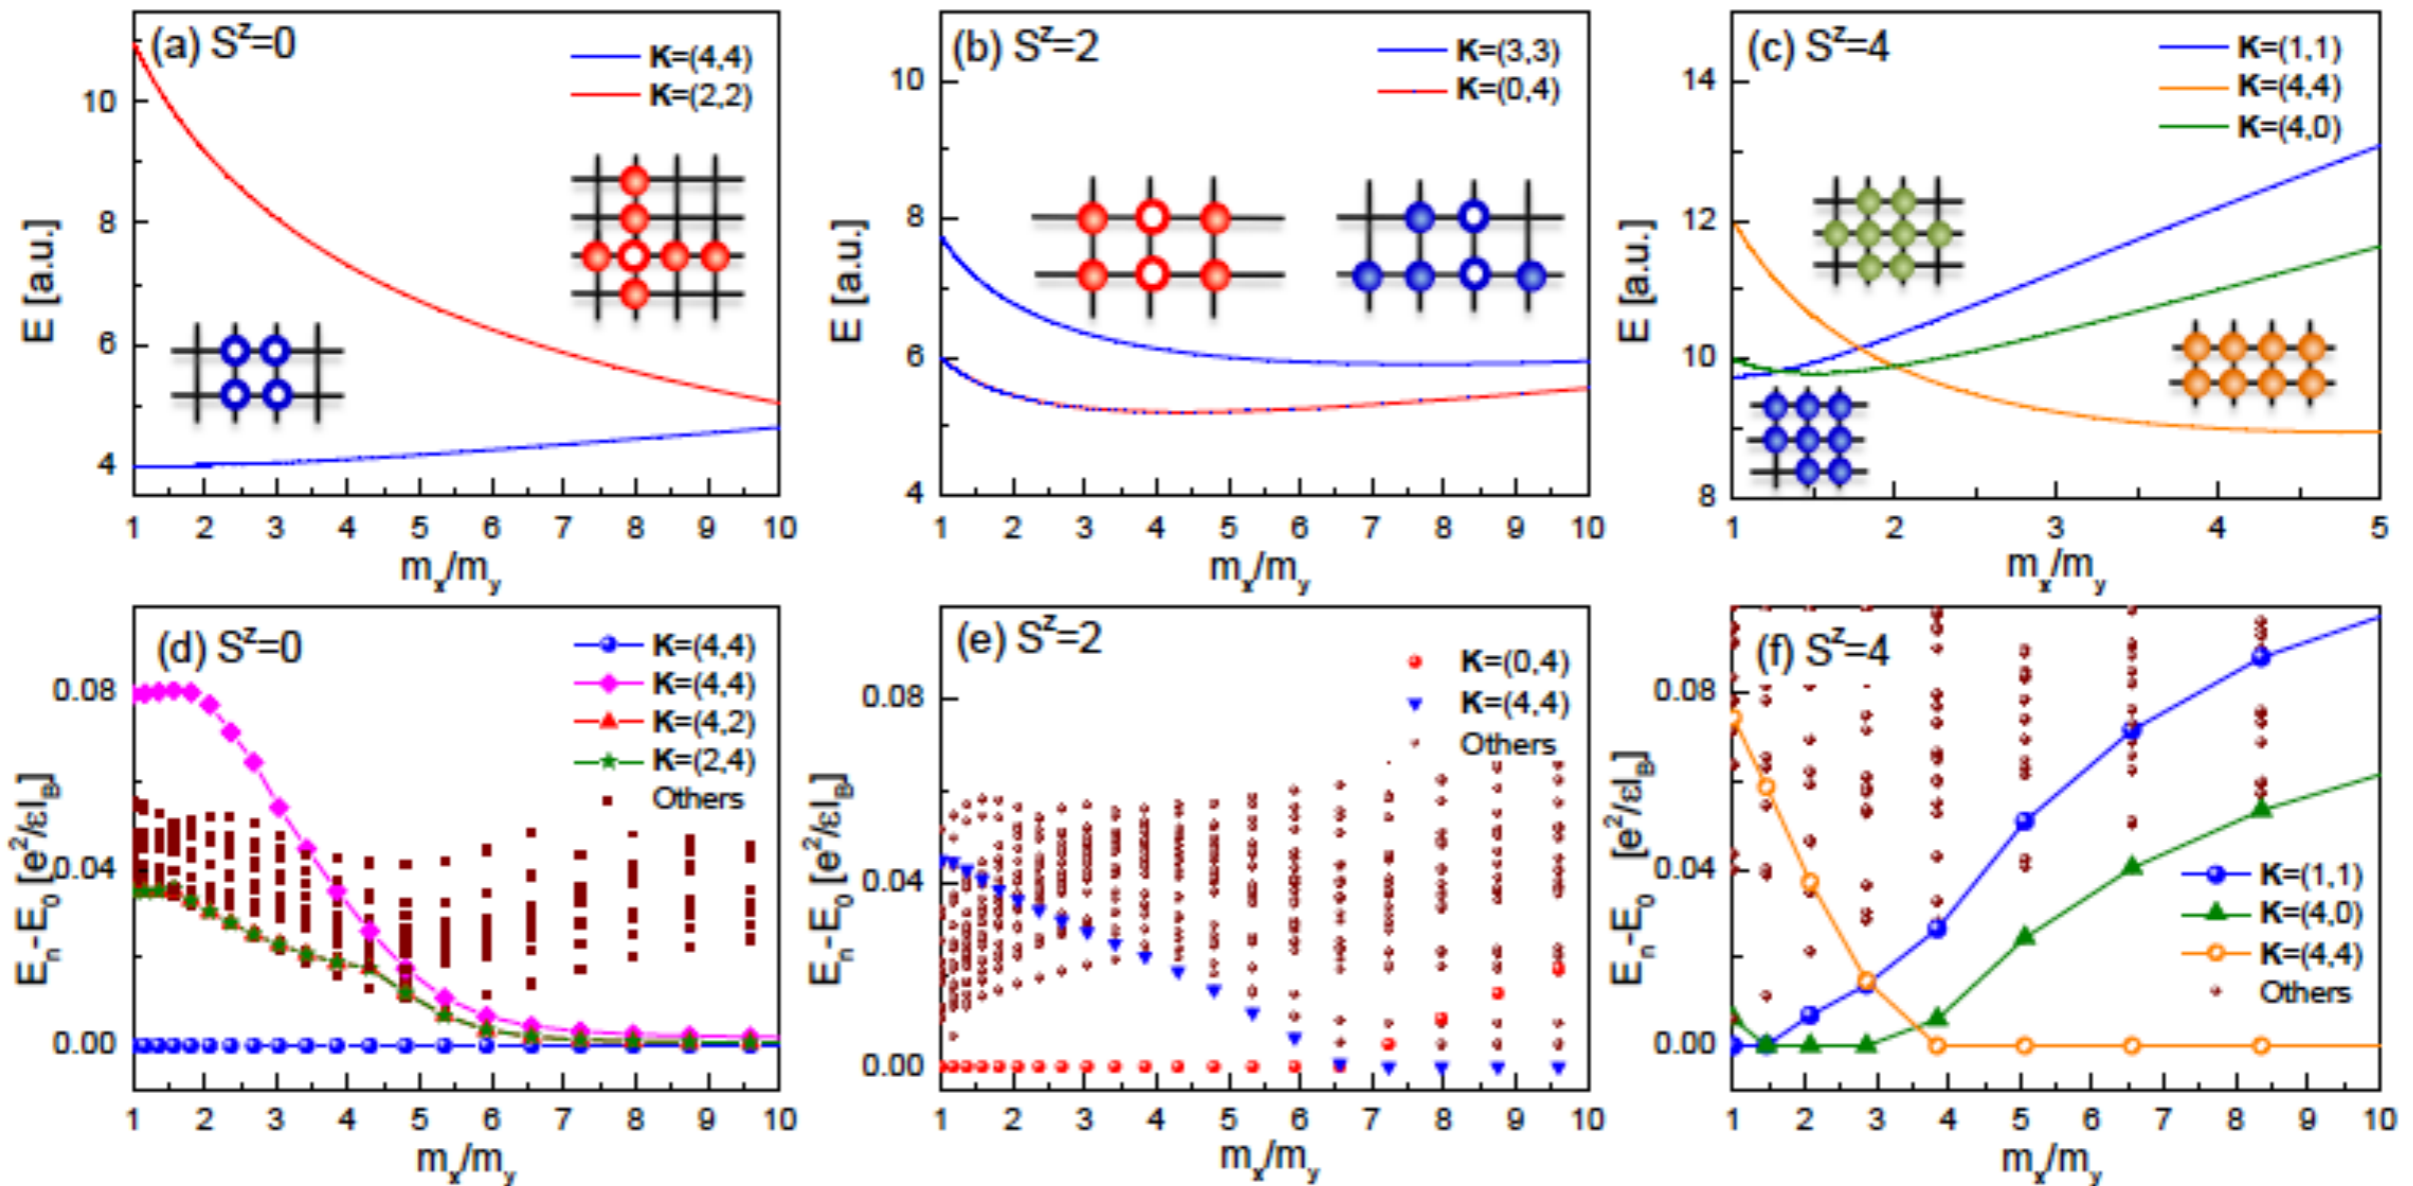 (a) S^z=0
K=(4,4)
K=(2,2)
10
8
6
4
E [a.u.]
1 2 3 4 5 6 7 8 9 10
m_x/m_y
(b) S^z=2
K=(3,3)
K=(0,4)
10
8
6
4
E [a.u.]
1 2 3 4 5 6 7 8 9 10
m_x/m_y
(c) S^z=4
K=(1,1)
K=(4,4)
K=(4,0)
14
12
10
8
E [a.u.]
1 2 3 4 5
m_x/m_y
(d) S^z=0
K=(4,4)
K=(4,4)
K=(4,2)
K=(2,4)
Others
0.08
0.04
0.00
E_n-E_0 [e^2/εl_B]
1 2 3 4 5 6 7 8 9 10
m_x/m_y
(e) S^z=2
K=(0,4)
K=(4,4)
Others
0.08
0.04
0.00
E_n-E_0 [e^2/εl_B]
1 2 3 4 5 6 7 8 9 10
m_x/m_y
(f) S^z=4
K=(1,1)
K=(4,0)
K=(4,4)
Others
0.08
0.04
0.00
E_n-E_0 [e^2/εl_B]
1 2 3 4 5 6 7 8 9 10
m_x/m_y